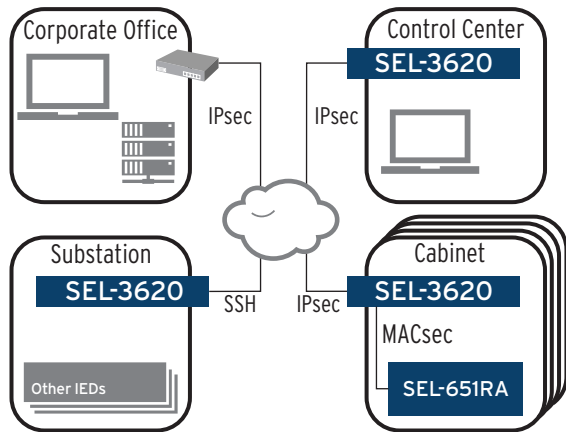 Corporate Office
Control Center
SEL-3620
IPsec
IPsec
Substation
SEL-3620
SSH
Other IEDs
IPsec
Cabinet
SEL-3620
MACsec
SEL-651RA